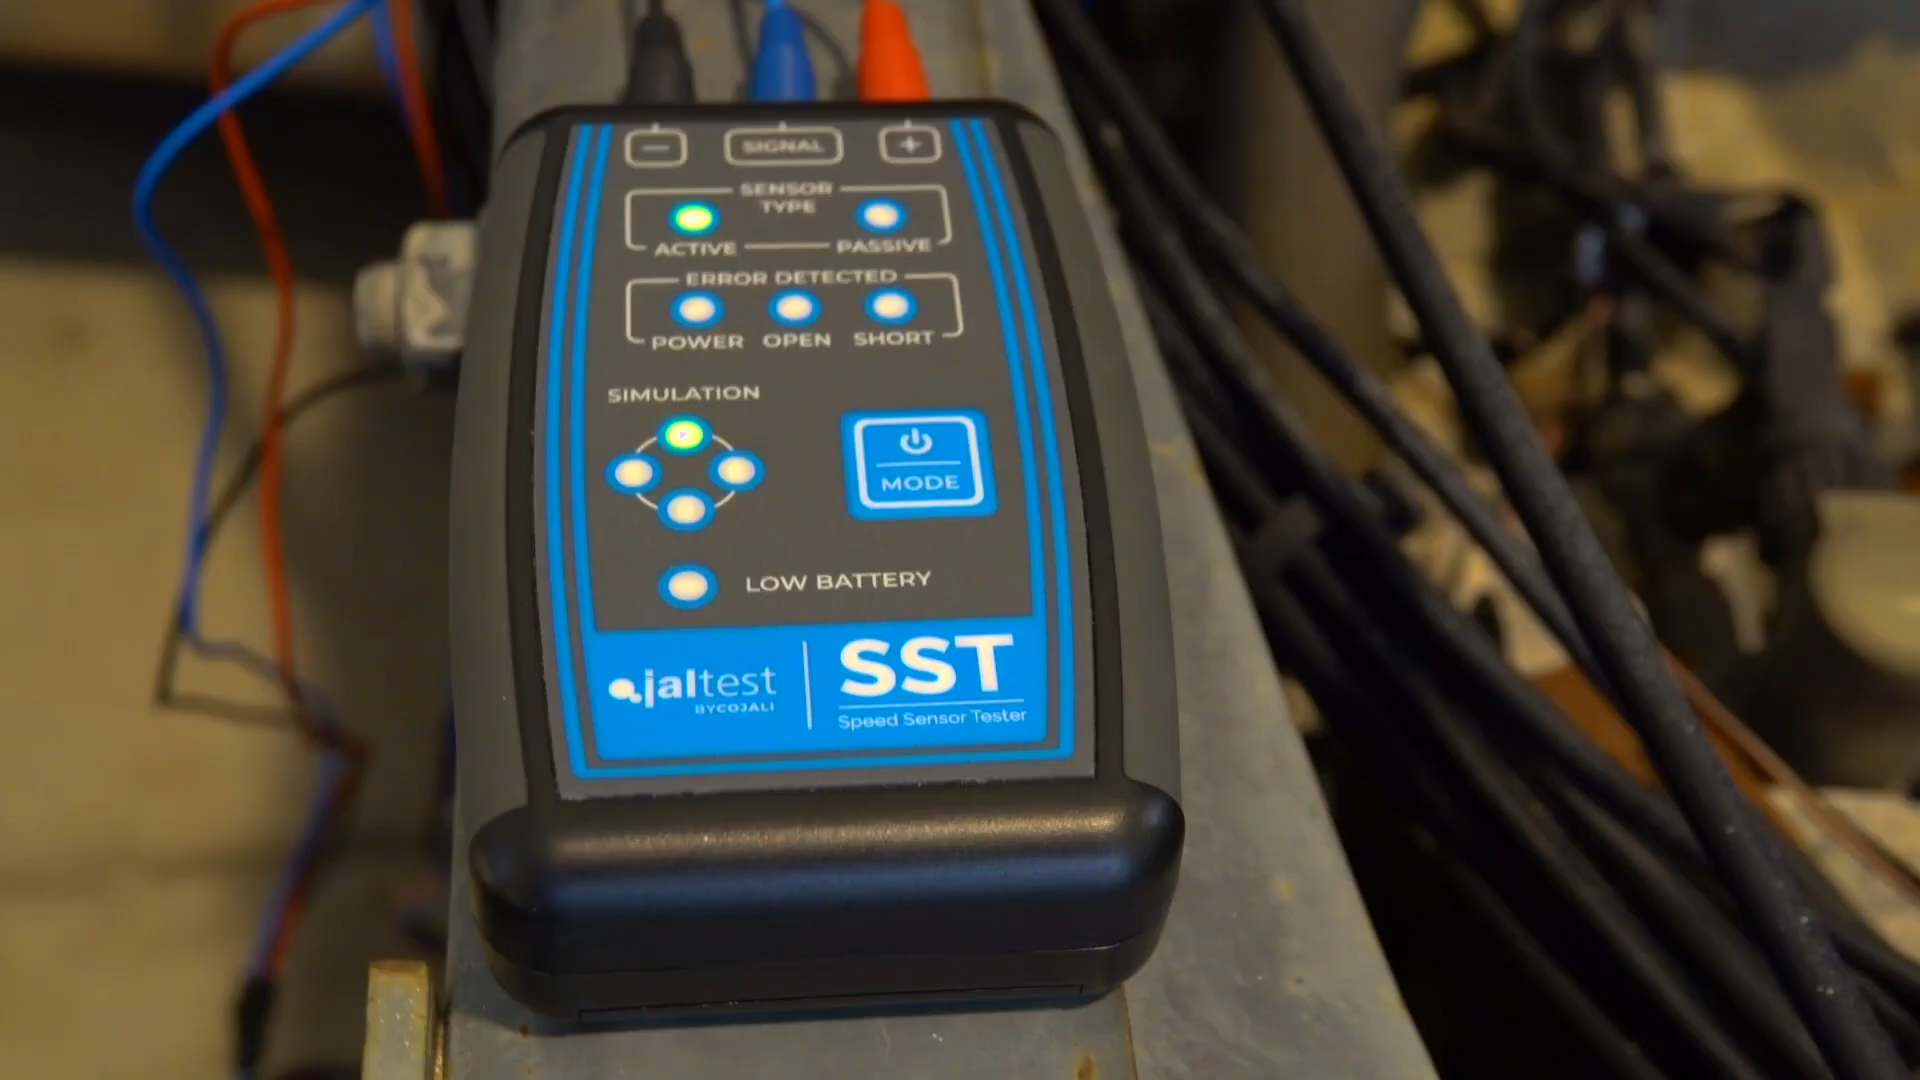 −
SIGNAL
+
SENSOR
TYPE
ACTIVE
PASSIVE
ERROR DETECTED
POWER
OPEN
SHORT
SIMULATION
MODE
LOW BATTERY
jaltest
BYCOJALI
SST
Speed Sensor Tester